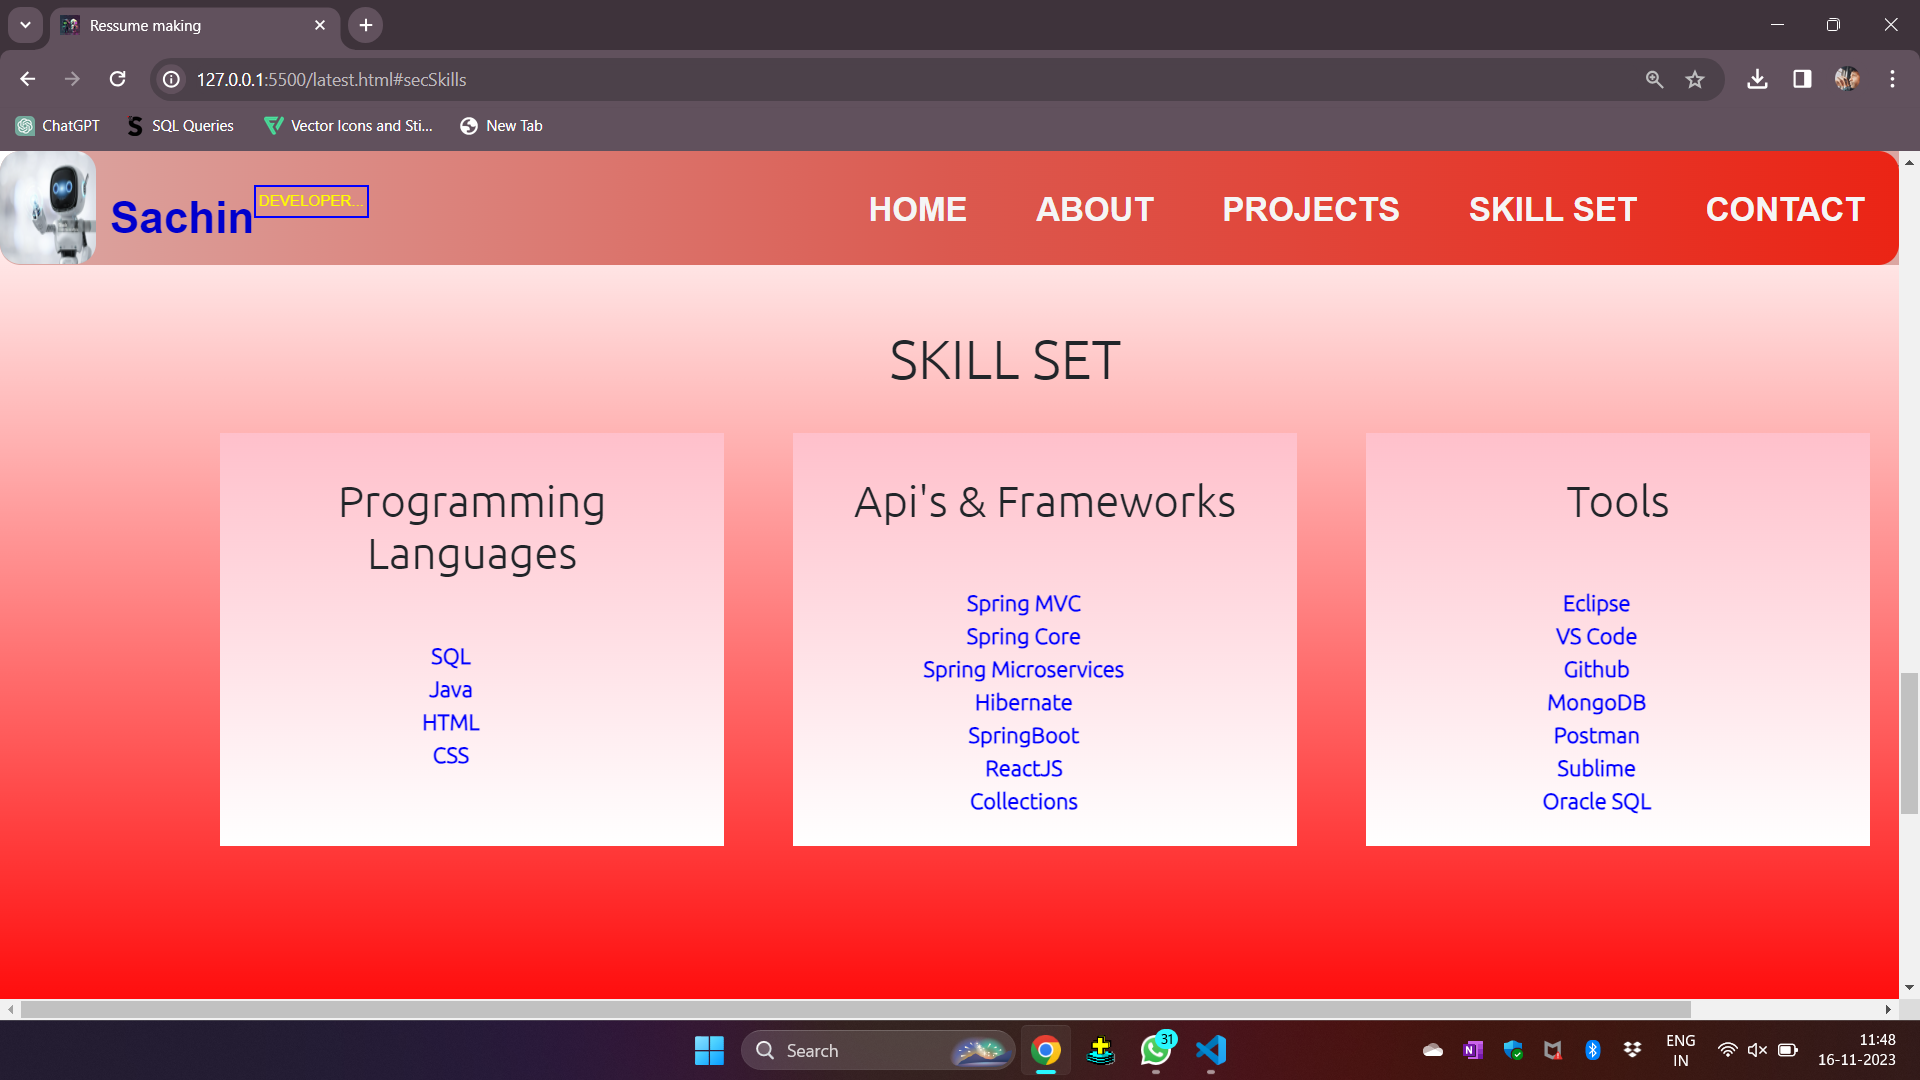 Ressume making
127.0.0.1:5500/latest.html#secSkills
ChatGPT
SQL Queries
Vector Icons and Sti...
New Tab
Sachin
DEVELOPER...
HOME
ABOUT
PROJECTS
SKILL SET
CONTACT
SKILL SET
Programming
Languages
SQL
Java
HTML
CSS
Api's & Frameworks
Spring MVC
Spring Core
Spring Microservices
Hibernate
SpringBoot
ReactJS
Collections
Tools
Eclipse
VS Code
Github
MongoDB
Postman
Sublime
Oracle SQL
Search
31
ENG
IN
11:48
16-11-2023